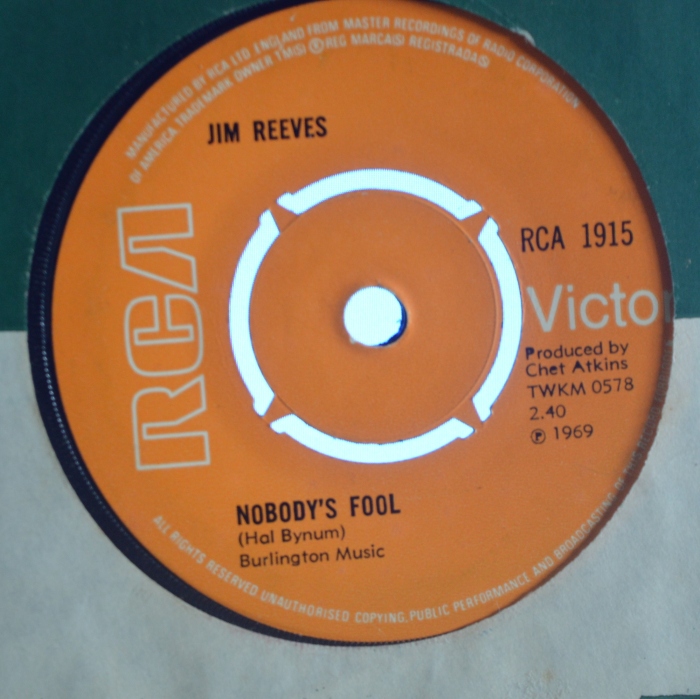 MANUFACTURED BY RCA LTD. ENGLAND FROM MASTER RECORDINGS OF RADIO CORPORATION
OF AMERICA TRADEMARK OWNER TM(S) ® REG MARCA(S) REGISTRADA(S)
JIM REEVES
RCA
RCA 1915
Victor
Produced by
Chet Atkins
TWKM 0578
2.40
℗ 1969
NOBODY'S FOOL
(Hal Bynum)
Burlington Music
ALL RIGHTS RESERVED. UNAUTHORISED COPYING, PUBLIC PERFORMANCE AND BROADCASTING OF